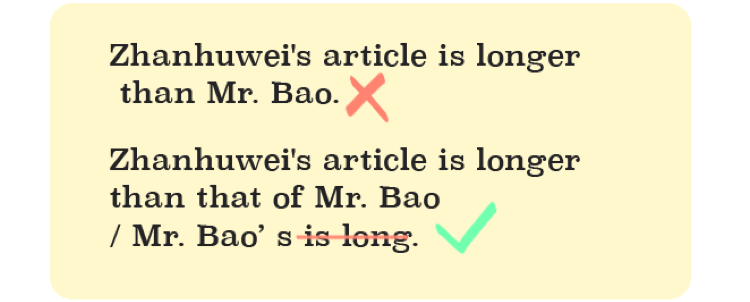 Zhanhuwei's article is longer
than Mr. Bao.
Zhanhuwei's article is longer
than that of Mr. Bao
/ Mr. Bao’ s is long.